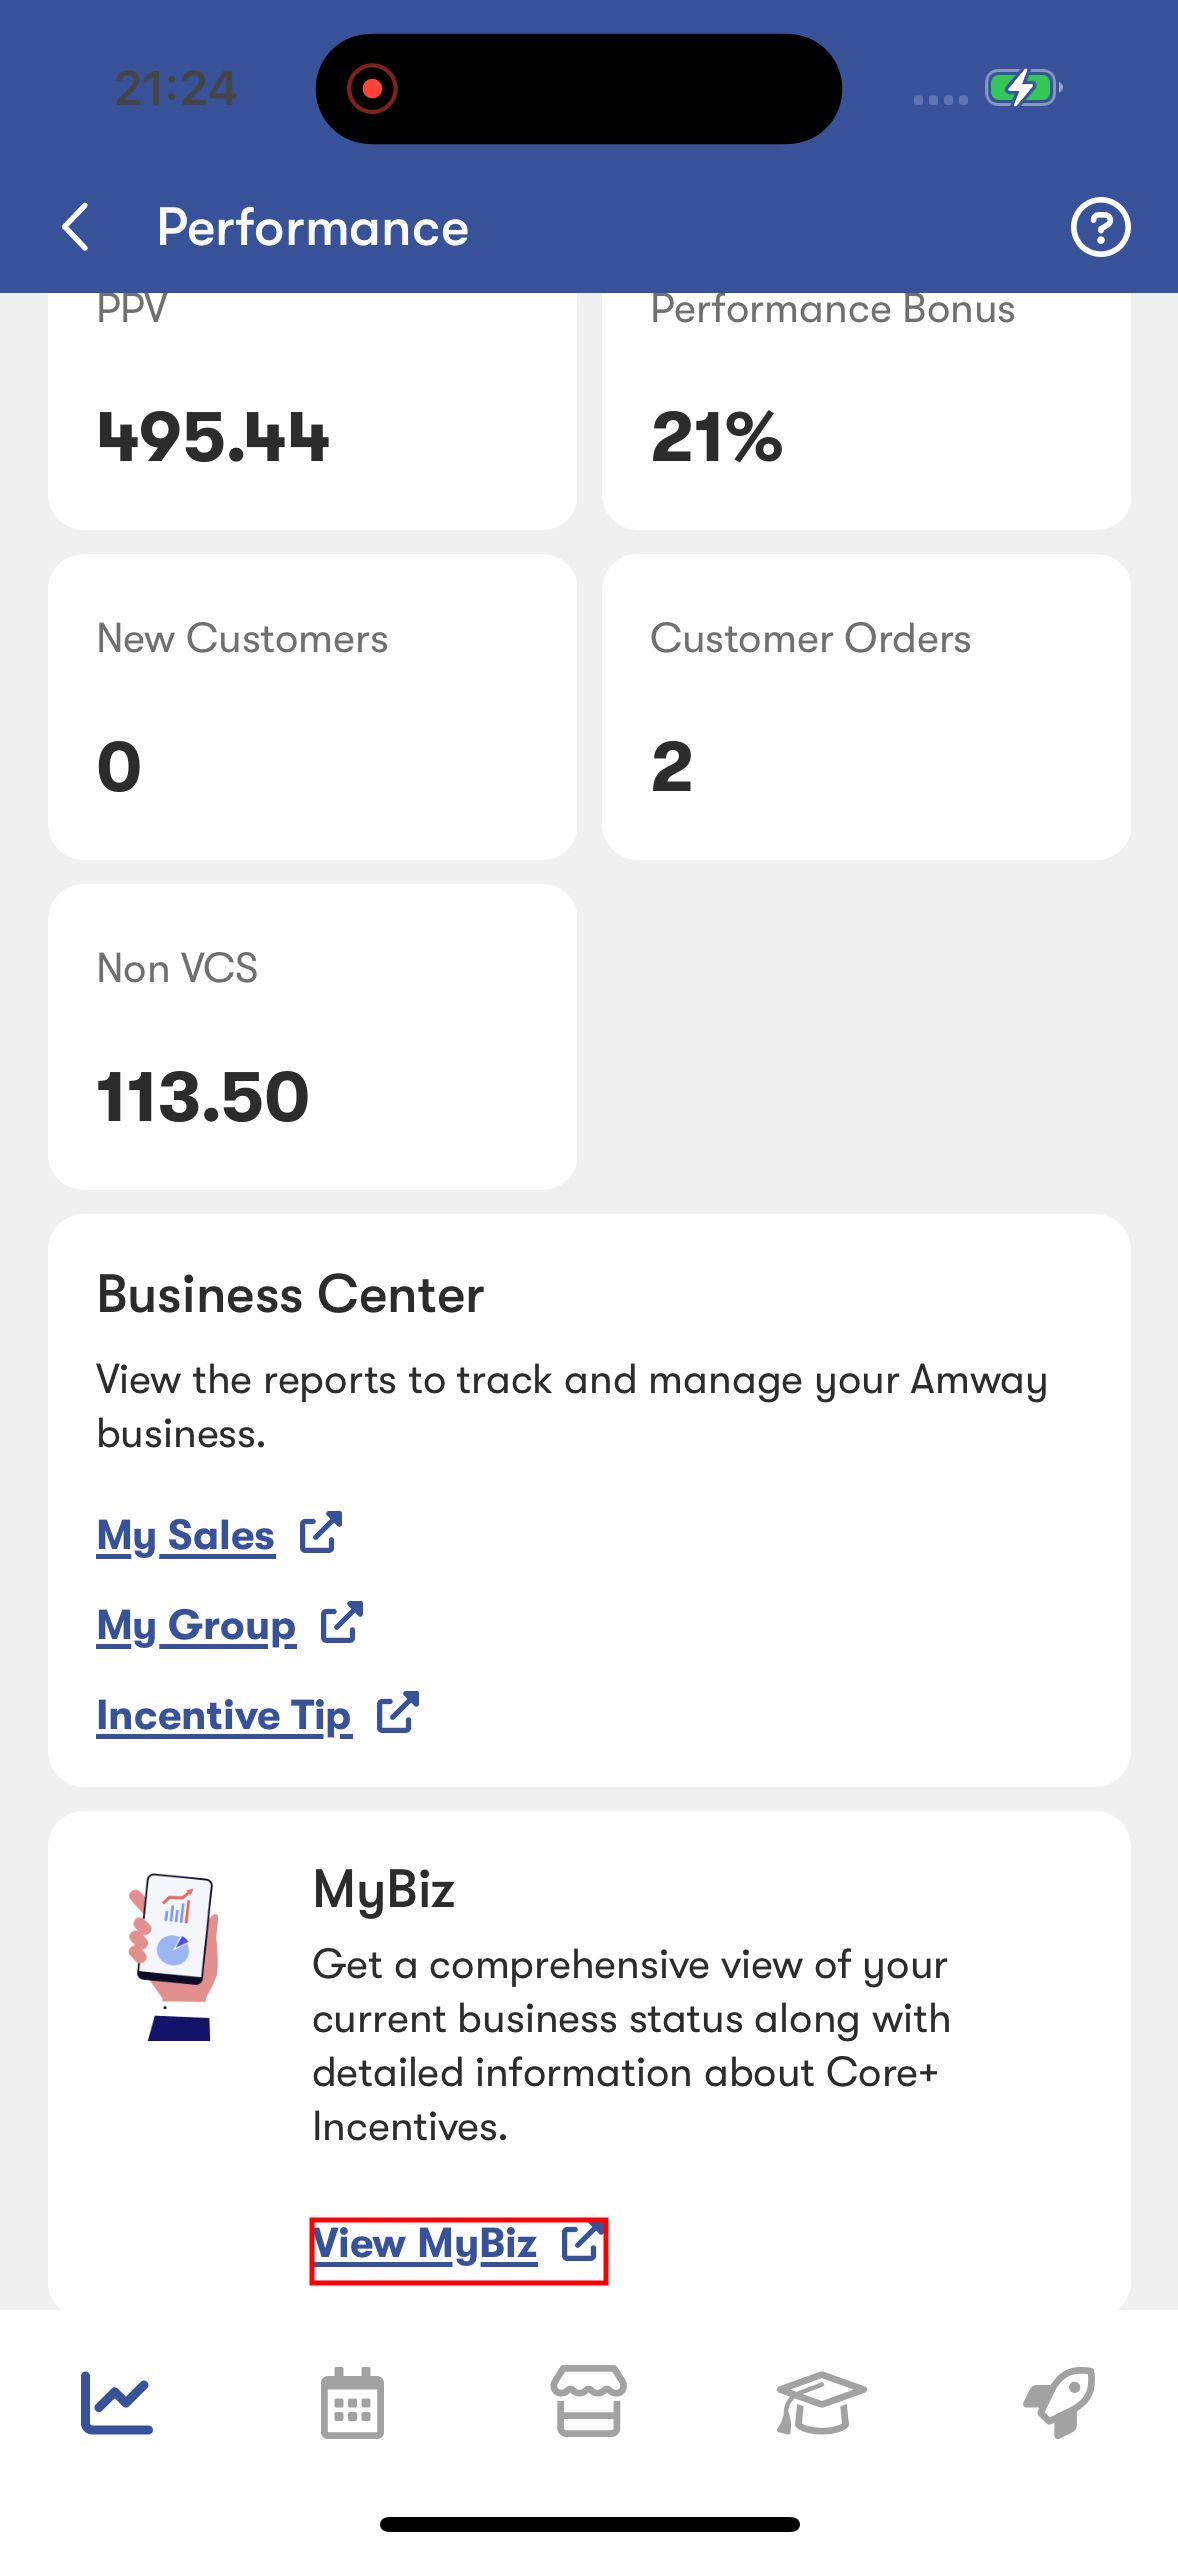 21:24
Performance
PPV
Performance Bonus
495.44
21%
New Customers
Customer Orders
0
2
Non VCS
113.50
Business Center
View the reports to track and manage your Amway
business.
My Sales
My Group
Incentive Tip
MyBiz
Get a comprehensive view of your
current business status along with
detailed information about Core+
Incentives.
View MyBiz